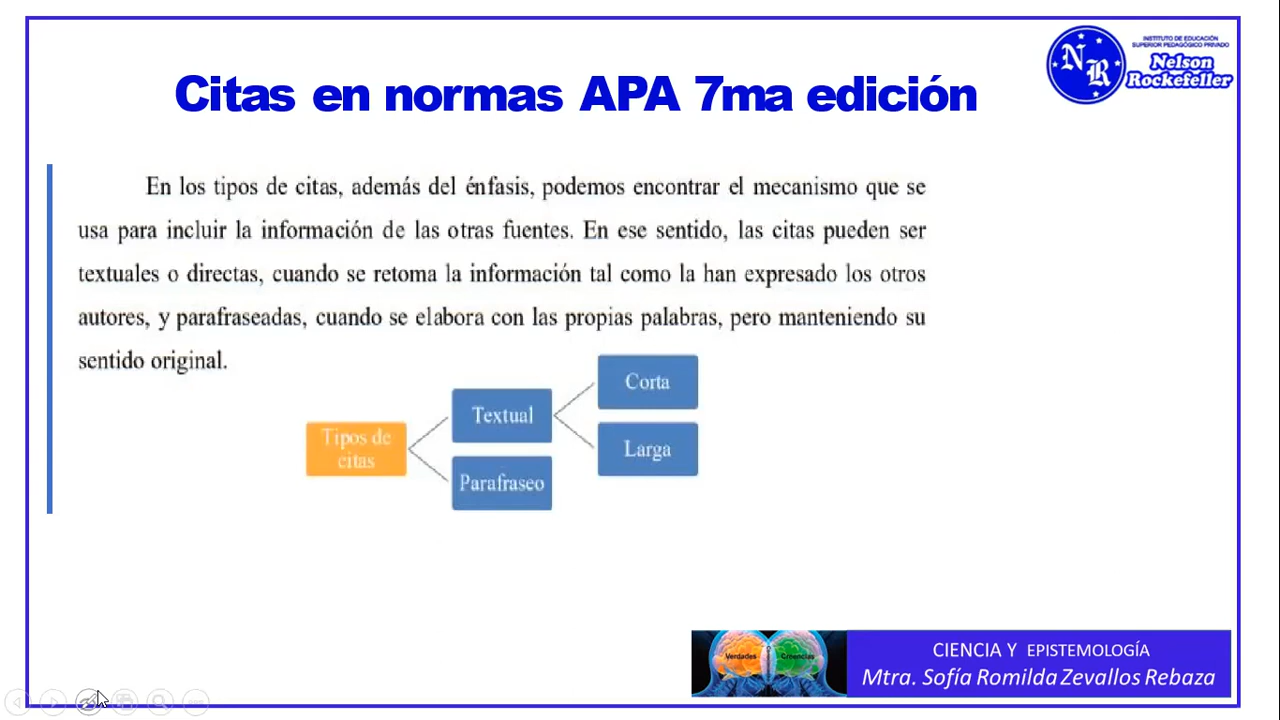 INSTITUTO DE EDUCACIÓN
SUPERIOR PEDAGÓGICO PRIVADO
NR
Nelson
Rockefeller
Citas en normas APA 7ma edición
En los tipos de citas, además del énfasis, podemos encontrar el mecanismo que se
usa para incluir la información de las otras fuentes. En ese sentido, las citas pueden ser
textuales o directas, cuando se retoma la información tal como la han expresado los otros
autores, y parafraseadas, cuando se elabora con las propias palabras, pero manteniendo su
sentido original.
Tipos de
citas
Textual
Parafraseo
Corta
Larga
Verdades
Creencias
CIENCIA Y EPISTEMOLOGÍA
Mtra. Sofía Romilda Zevallos Rebaza